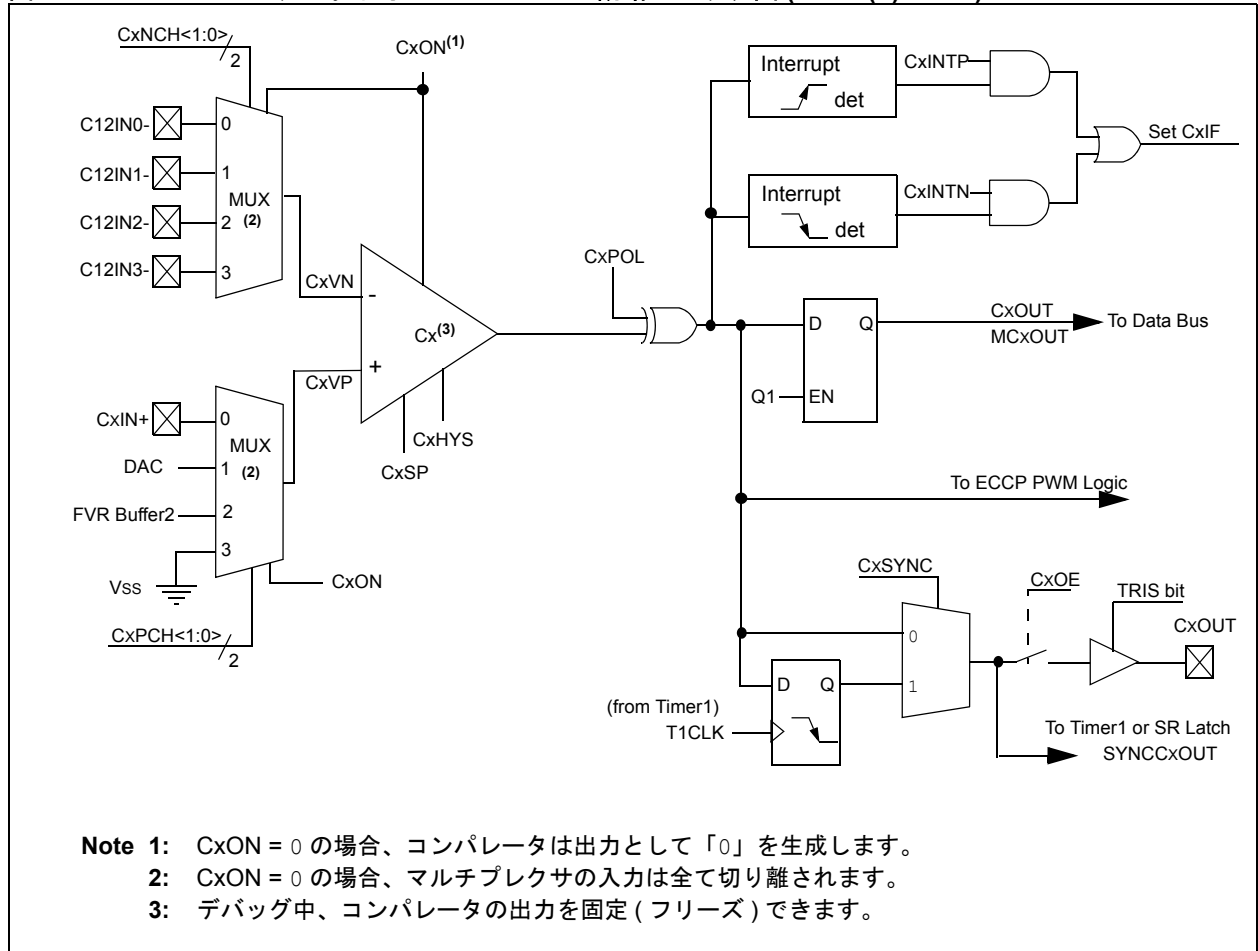 CxNCH<1:0>
2
CxON(1)
C12IN0-
0
C12IN1-
1
MUX
(2)
C12IN2-
2
C12IN3-
3
CxVN
-
Cx(3)
+
CxVP
CxIN+
0
MUX
(2)
DAC
1
FVR Buffer2
2
3
VSS
CxON
CxPCH<1:0>
2
CxHYS
CxSP
CxPOL
Interrupt
det
CxINTP
Interrupt
det
CxINTN
Set CxIF
D
Q
Q1
EN
CxOUT
MCxOUT
To Data Bus
To ECCP PWM Logic
CxSYNC
0
1
D
Q
(from Timer1)
T1CLK
CxOE
TRIS bit
CxOUT
To Timer1 or SR Latch
SYNCCxOUT
Note 1: CxON = 0 の場合、コンパレータは出力として「0」を生成します。
2: CxON = 0 の場合、マルチプレクサの入力は全て切り離されます。
3: デバッグ中、コンパレータの出力を固定 ( フリーズ ) できます。